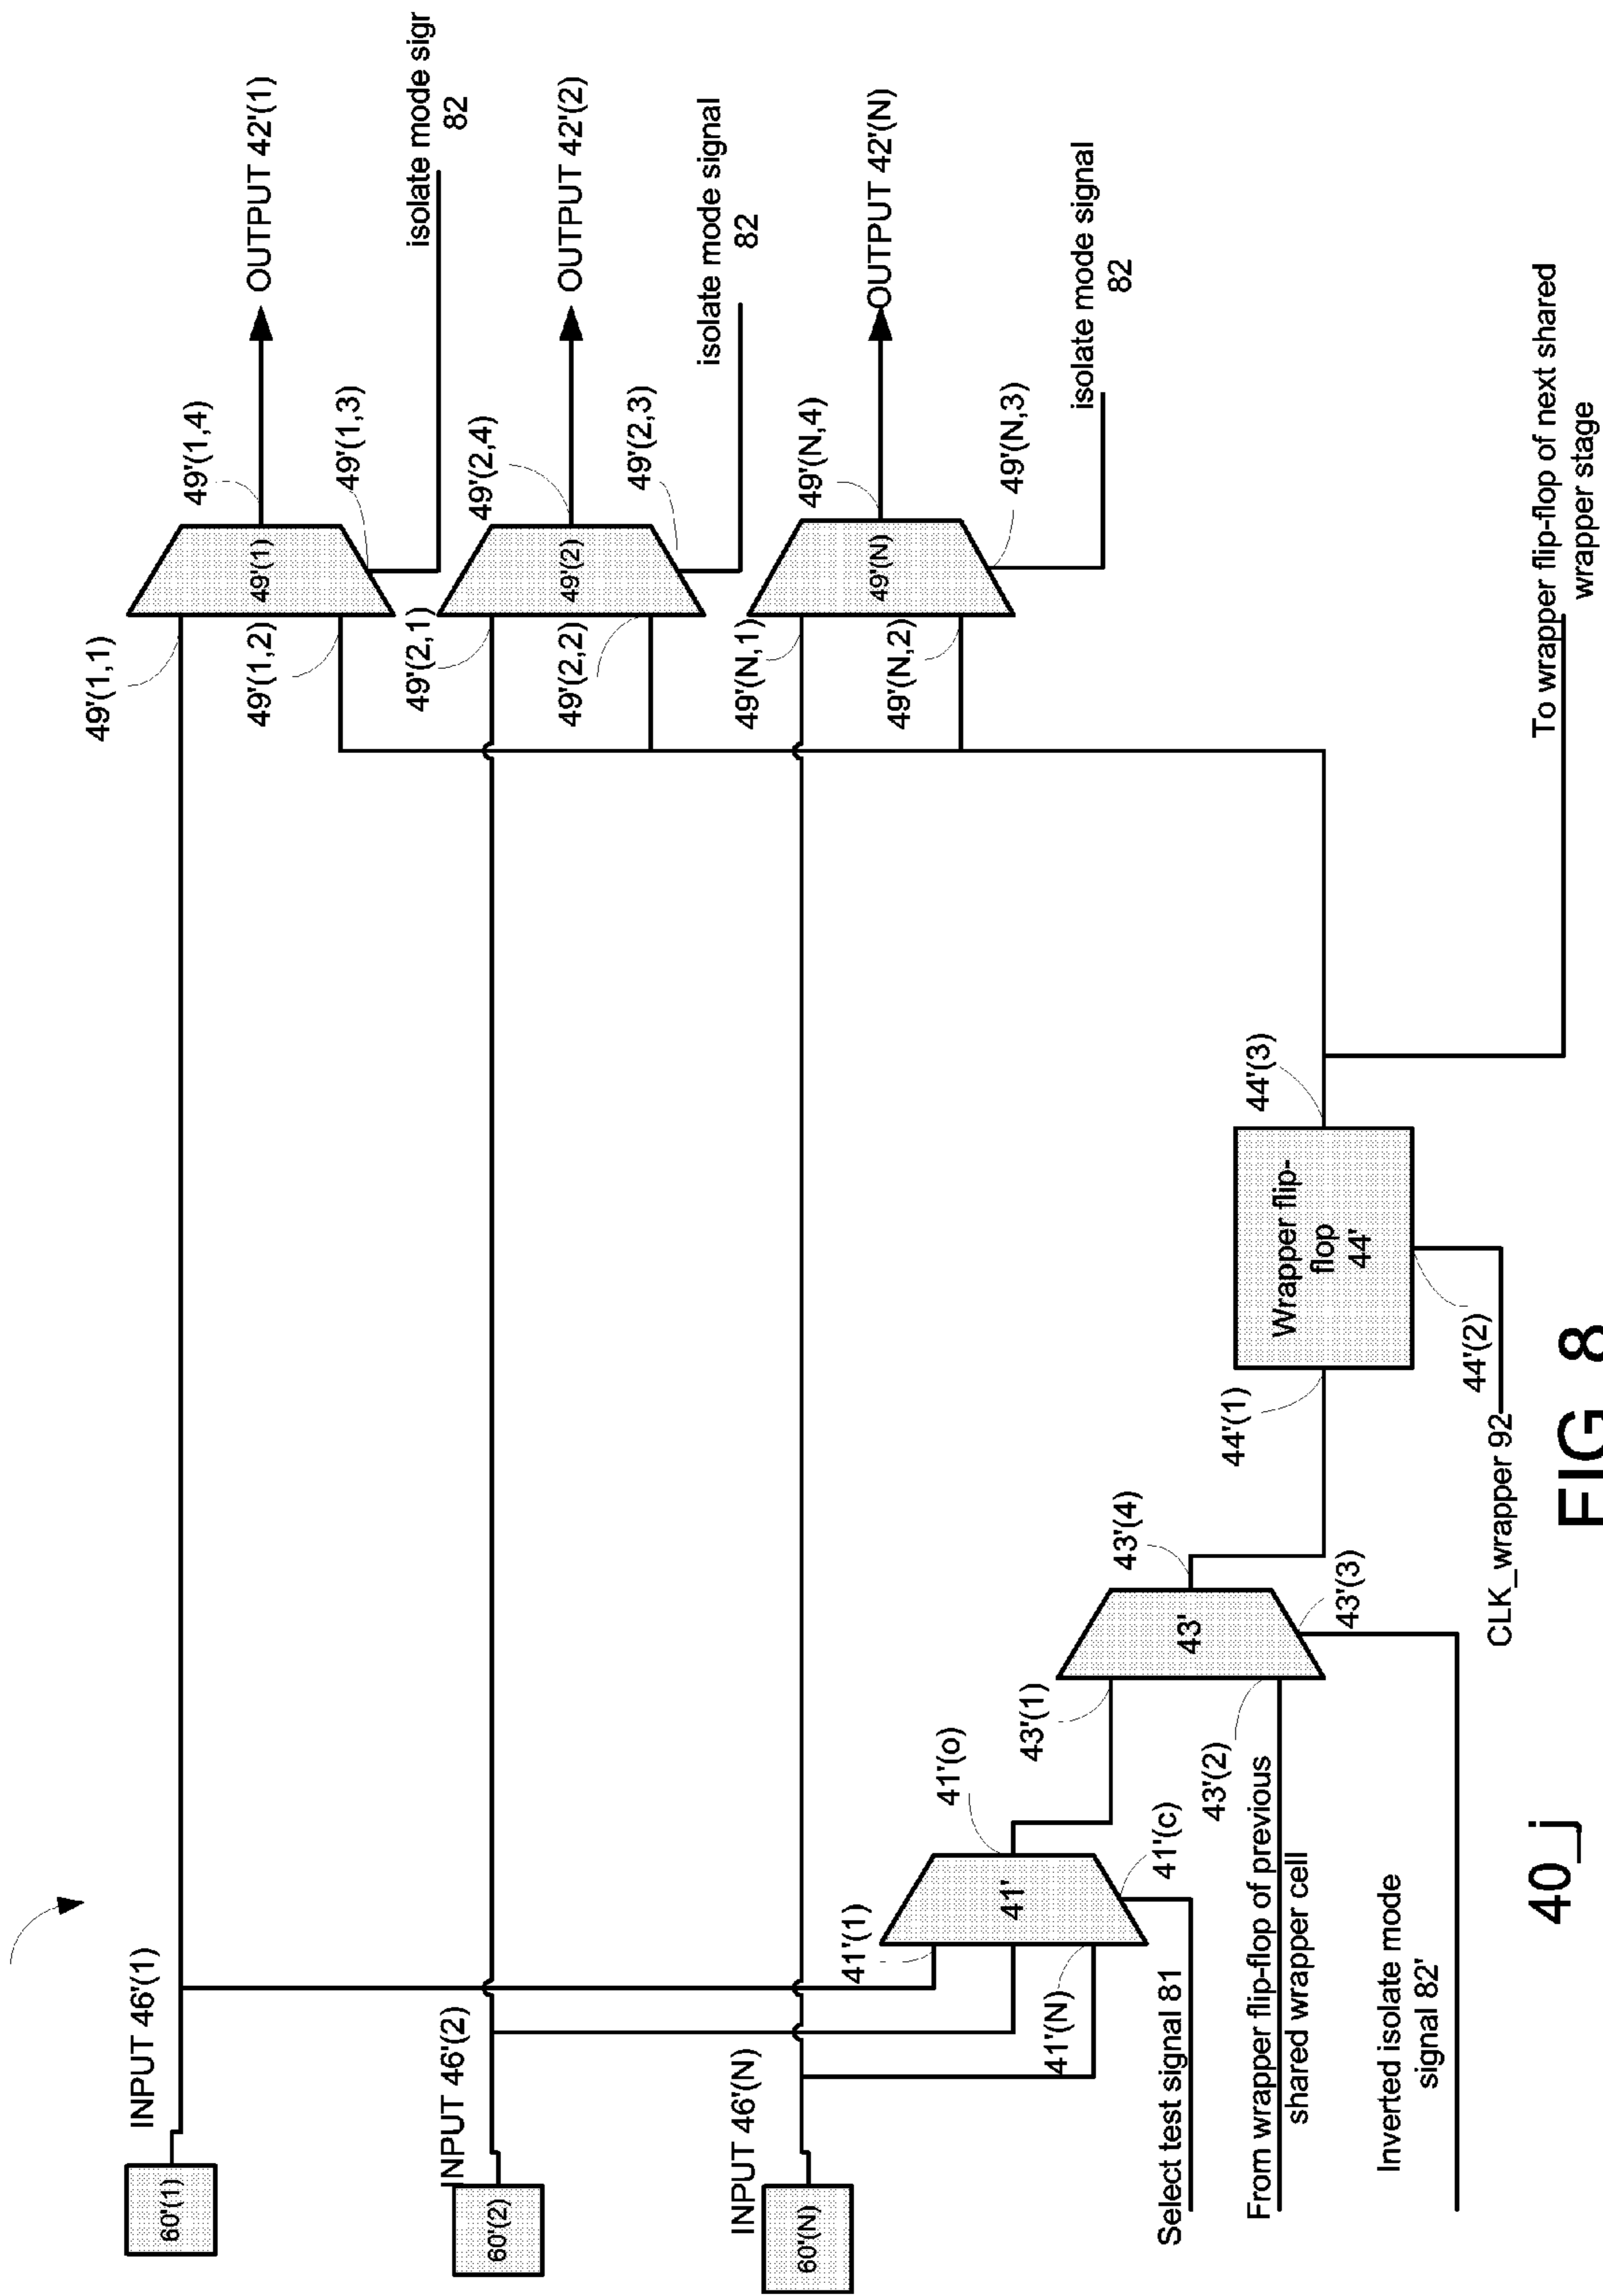 60'(1)
INPUT 46'(1)
49'(1,1)
49'(1,2)
49'(1)
49'(1,4)
49'(1,3)
OUTPUT 42'(1)
isolate mode sigr
82
60'(2)
INPUT 46'(2)
49'(2,1)
49'(2,2)
49'(2)
49'(2,4)
49'(2,3)
OUTPUT 42'(2)
isolate mode signal
82
60'(N)
INPUT 46'(N)
49'(N,1)
49'(N,2)
49'(N)
49'(N,4)
49'(N,3)
OUTPUT 42'(N)
isolate mode signal
82
41'(1)
41'(N)
41'
41'(o)
41'(c)
Select test signal 81
43'(1)
43'(2)
43'
43'(4)
43'(3)
From wrapper flip-flop of previous
shared wrapper cell
Inverted isolate mode
signal 82'
44'(1)
Wrapper flip-
flop
44'
44'(3)
44'(2)
CLK_wrapper 92
To wrapper flip-flop of next shared
wrapper stage
40_j
FIG 8